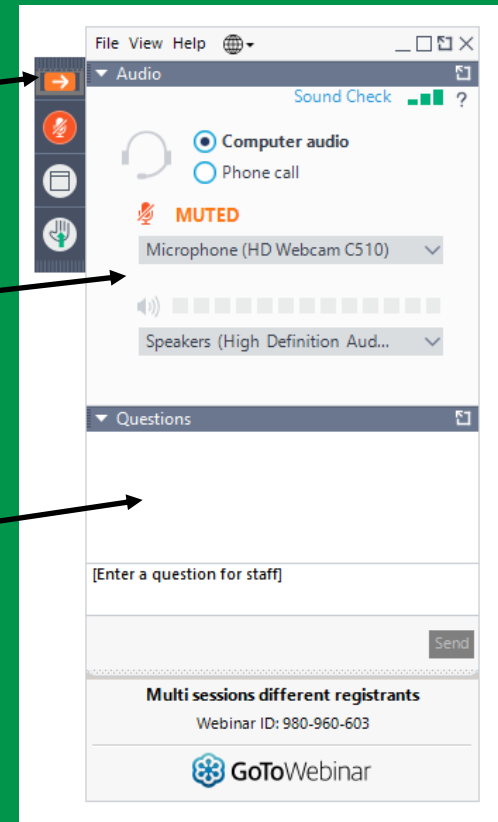 File View Help
Audio
Sound Check ?
Computer audio
Phone call
MUTED
Microphone (HD Webcam C510)
Speakers (High Definition Aud...
Questions
[Enter a question for staff]
Send
Multi sessions different registrants
Webinar ID: 980-960-603
GoToWebinar